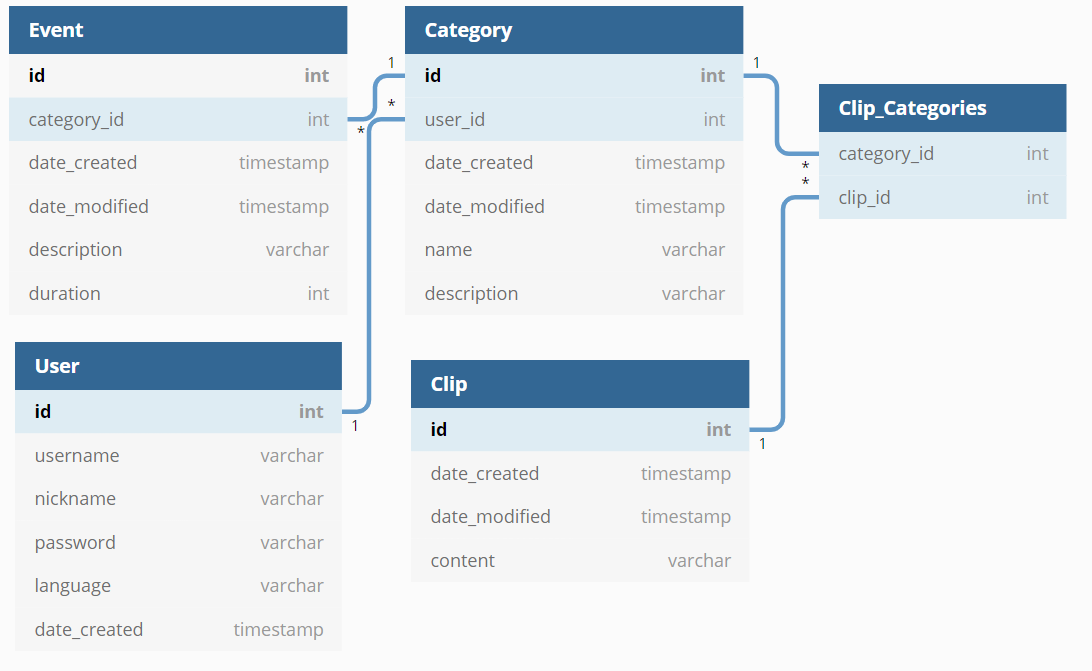 Event
id int
category_id int
date_created timestamp
date_modified timestamp
description varchar
duration int
Category
id int
user_id int
date_created timestamp
date_modified timestamp
name varchar
description varchar
Clip_Categories
category_id int
clip_id int
User
id int
username varchar
nickname varchar
password varchar
language varchar
date_created timestamp
Clip
id int
date_created timestamp
date_modified timestamp
content varchar
1
*
*
1
1
*
*
1